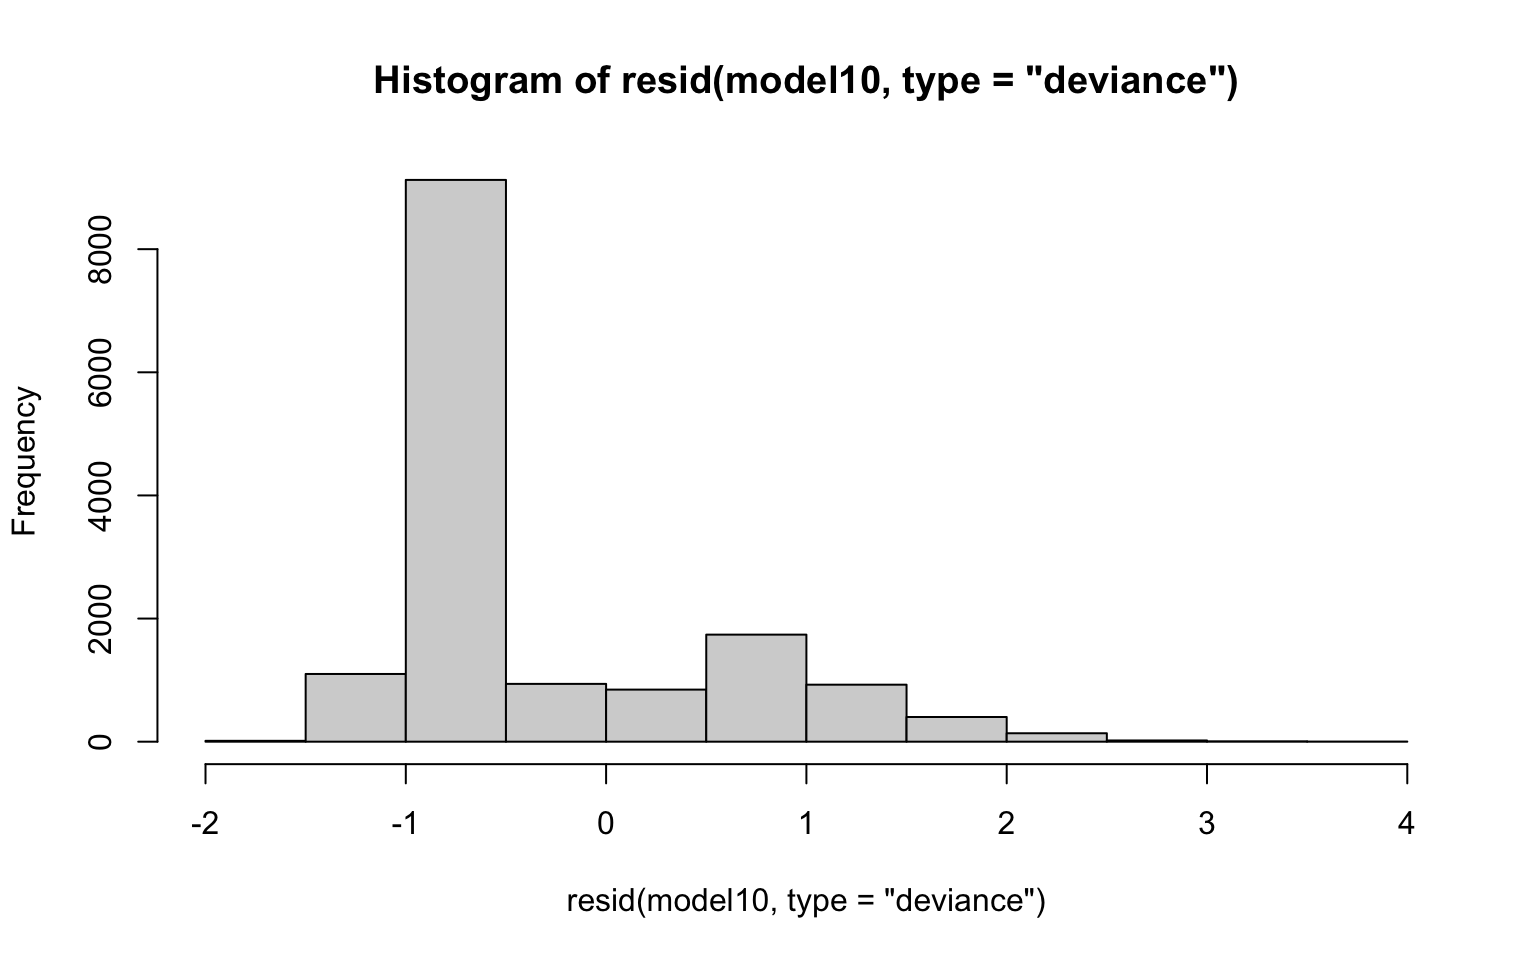 Histogram of resid(model10, type = "deviance")
Frequency
8000
6000
4000
2000
0
-2 -1 0 1 2 3 4
resid(model10, type = "deviance")